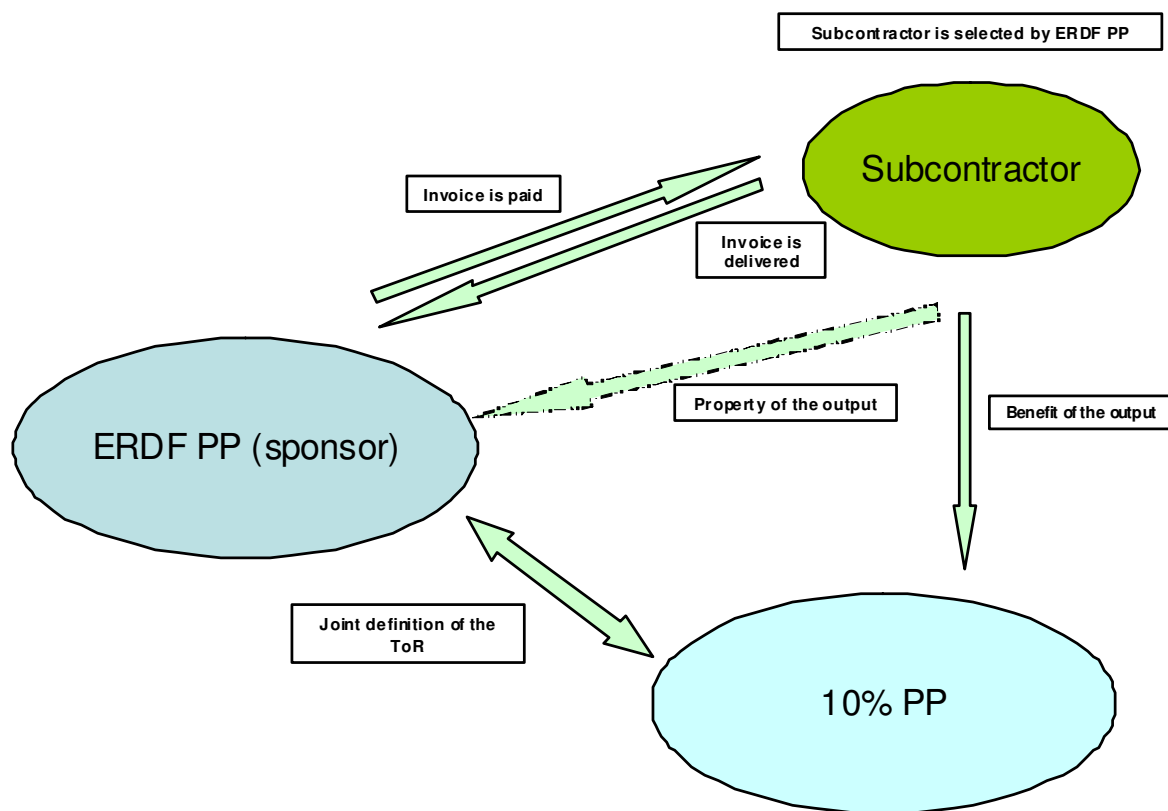 Subcontractor is selected by ERDF PP
Subcontractor
Invoice is paid
Invoice is
delivered
Property of the output
Benefit of the output
ERDF PP (sponsor)
Joint definition of the
ToR
10% PP